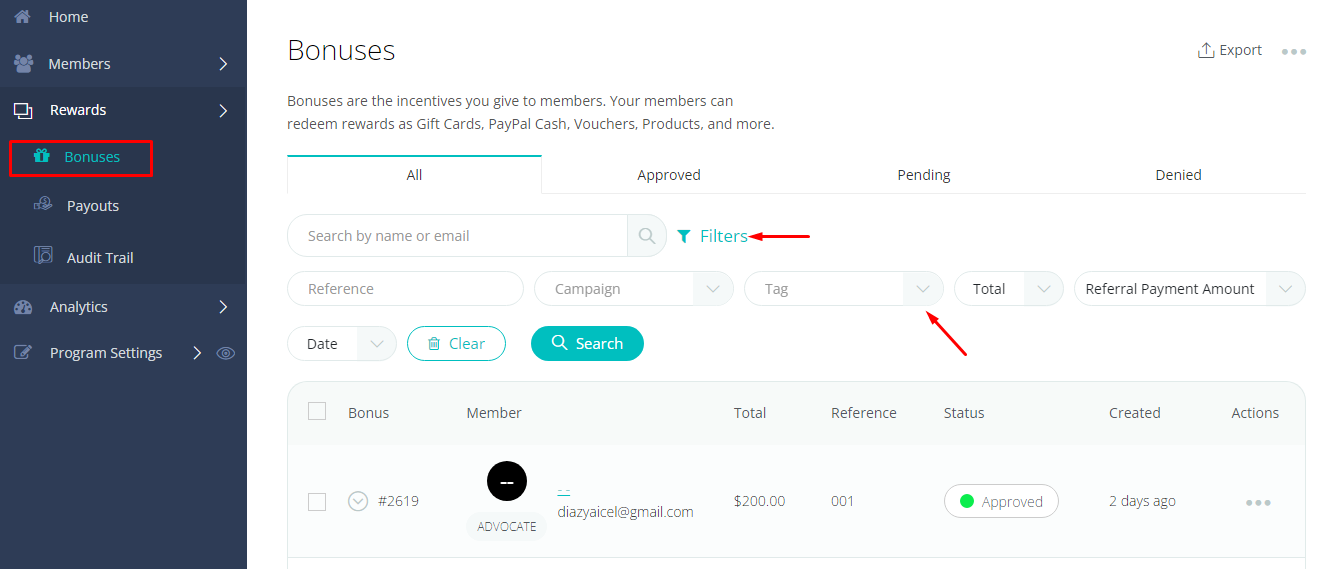 Home
Members
Rewards
Bonuses
Payouts
Audit Trail
Analytics
Program Settings
Bonuses
Export
Bonuses are the incentives you give to members. Your members can
redeem rewards as Gift Cards, PayPal Cash, Vouchers, Products, and more.
All Approved Pending Denied
Search by name or email Filters
Reference Campaign Tag Total Referral Payment Amount
Date Clear Search
Bonus Member Total Reference Status Created Actions
--
#2619 -- $200.00 001 Approved 2 days ago
diazyaicel@gmail.com
ADVOCATE